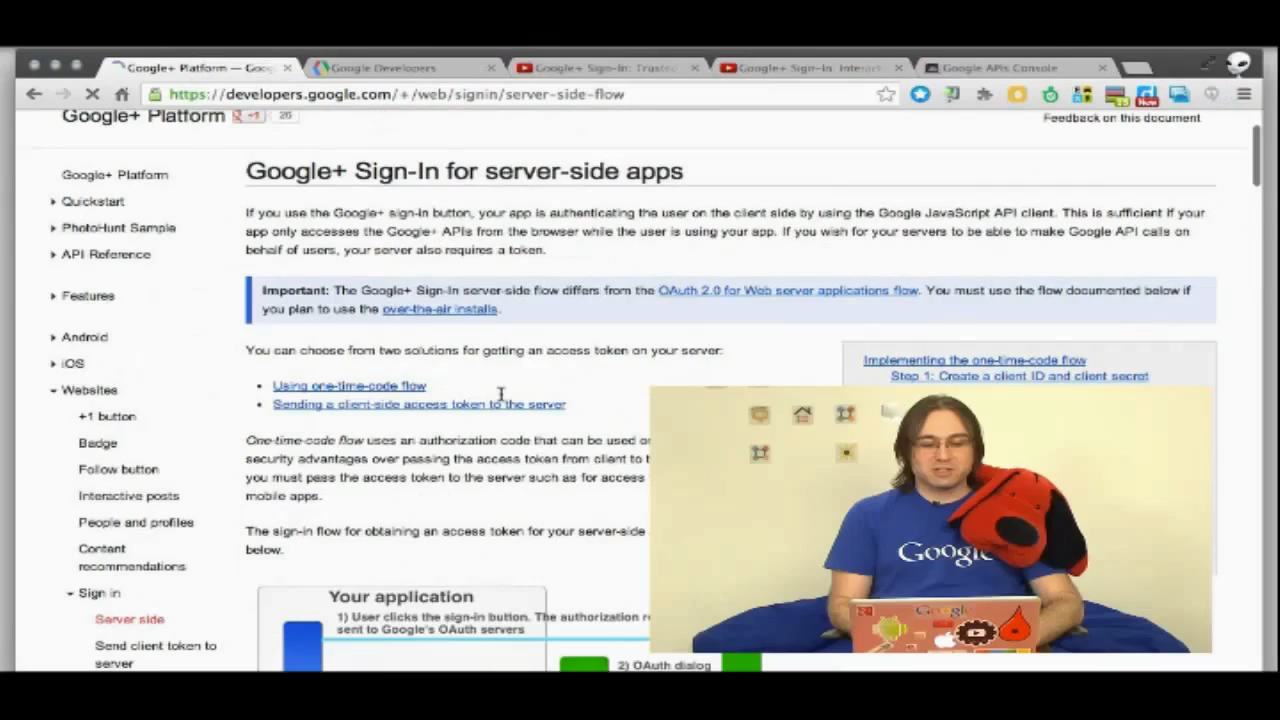 Google+ Platform — Goog
Google Developers
Google+ Sign-In: Trusted
Google+ Sign-In: Interact
Google APIs Console
https://developers.google.com/+/web/signin/server-side-flow
New
Google+ Platform
+1
Feedback on this document
Google+ Platform
Quickstart
PhotoHunt Sample
API Reference
Features
Android
iOS
Websites
+1 button
Badge
Follow button
Interactive posts
People and profiles
Content
recommendations
Sign in
Server side
Send client token to
server
Google+ Sign-In for server-side apps
If you use the Google+ sign-in button, your app is authenticating the user on the client side by using the Google JavaScript API client. This is sufficient if your
app only accesses the Google+ APIs from the browser while the user is using your app. If you wish for your servers to be able to make Google API calls on
behalf of users, your server also requires a token.
Important: The Google+ Sign-In server-side flow differs from the OAuth 2.0 for Web server applications flow. You must use the flow documented below if
you plan to use the over-the-air installs.
You can choose from two solutions for getting an access token on your server:
Using one-time-code flow
Sending a client-side access token to the server
Implementing the one-time-code flow
Step 1: Create a client ID and client secret
One-time-code flow uses an authorization code that can be used on
security advantages over passing the access token from client to t
you must pass the access token to the server such as for access
mobile apps.
The sign-in flow for obtaining an access token for your server-side
below.
Your application
1) User clicks the sign-in button. The authorization re
sent to Google's OAuth servers
2) OAuth dialog
Google
Google